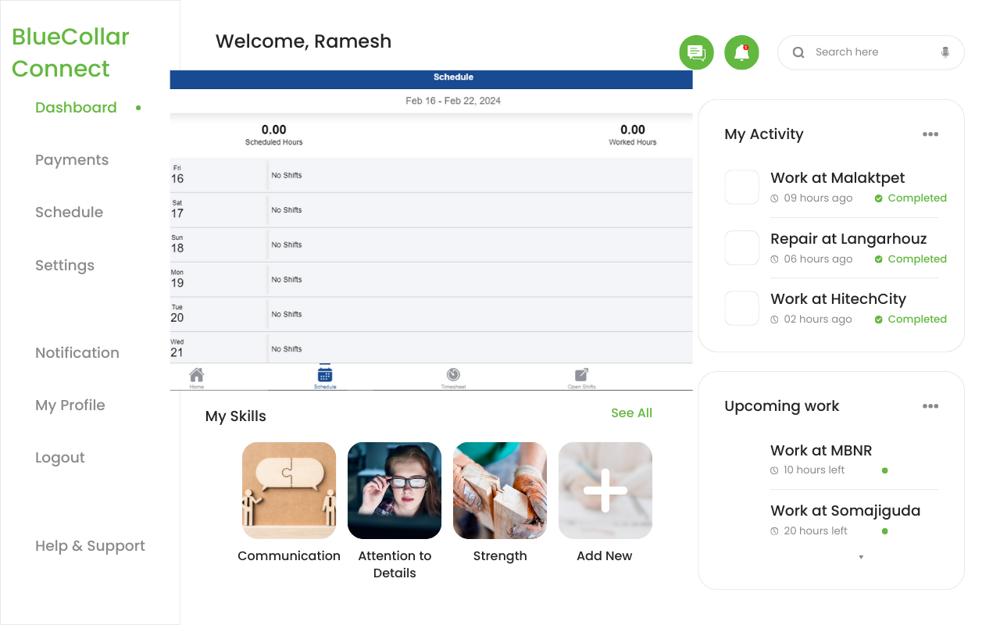 BlueCollar
Connect
Dashboard
Payments
Schedule
Settings
Notification
My Profile
Logout
Help & Support
Welcome, Ramesh
Search here
Schedule
Feb 16 - Feb 22, 2024
0.00
Scheduled Hours
0.00
Worked Hours
Fri
16
No Shifts
Sat
17
No Shifts
Sun
18
No Shifts
Mon
19
No Shifts
Tue
20
No Shifts
Wed
21
No Shifts
Home
Schedule
Timesheet
Open Shifts
My Skills
See All
Communication
Attention to
Details
Strength
Add New
My Activity
Work at Malaktpet
09 hours ago Completed
Repair at Langarhouz
06 hours ago Completed
Work at HitechCity
02 hours ago Completed
Upcoming work
Work at MBNR
10 hours left
Work at Somajiguda
20 hours left